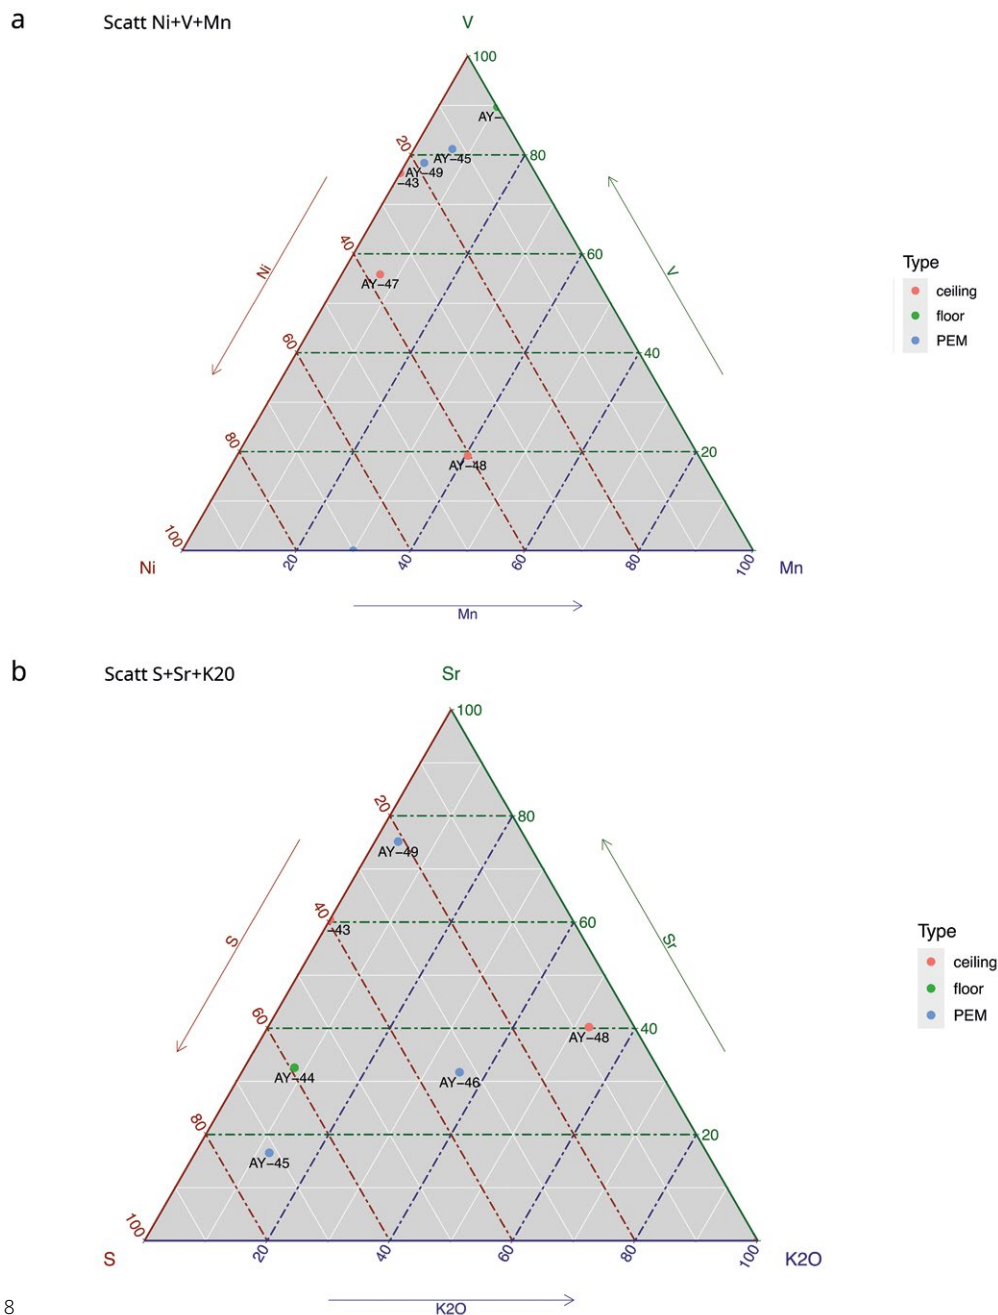 a
Scatt Ni+V+Mn
V
100
AY–
20
AY–45
80
AY–49
–43
40
60
Ni
V
AY–47
Type
ceiling
floor
PEM
60
40
80
20
AY–48
100
Ni
20
40
60
80
100
Mn
Mn
b
Scatt S+Sr+K20
Sr
100
20
80
AY–49
40
60
–43
S
Sr
Type
ceiling
floor
PEM
60
40
AY–48
AY–44
AY–46
80
20
AY–45
100
S
20
40
60
80
100
K2O
K2O
8